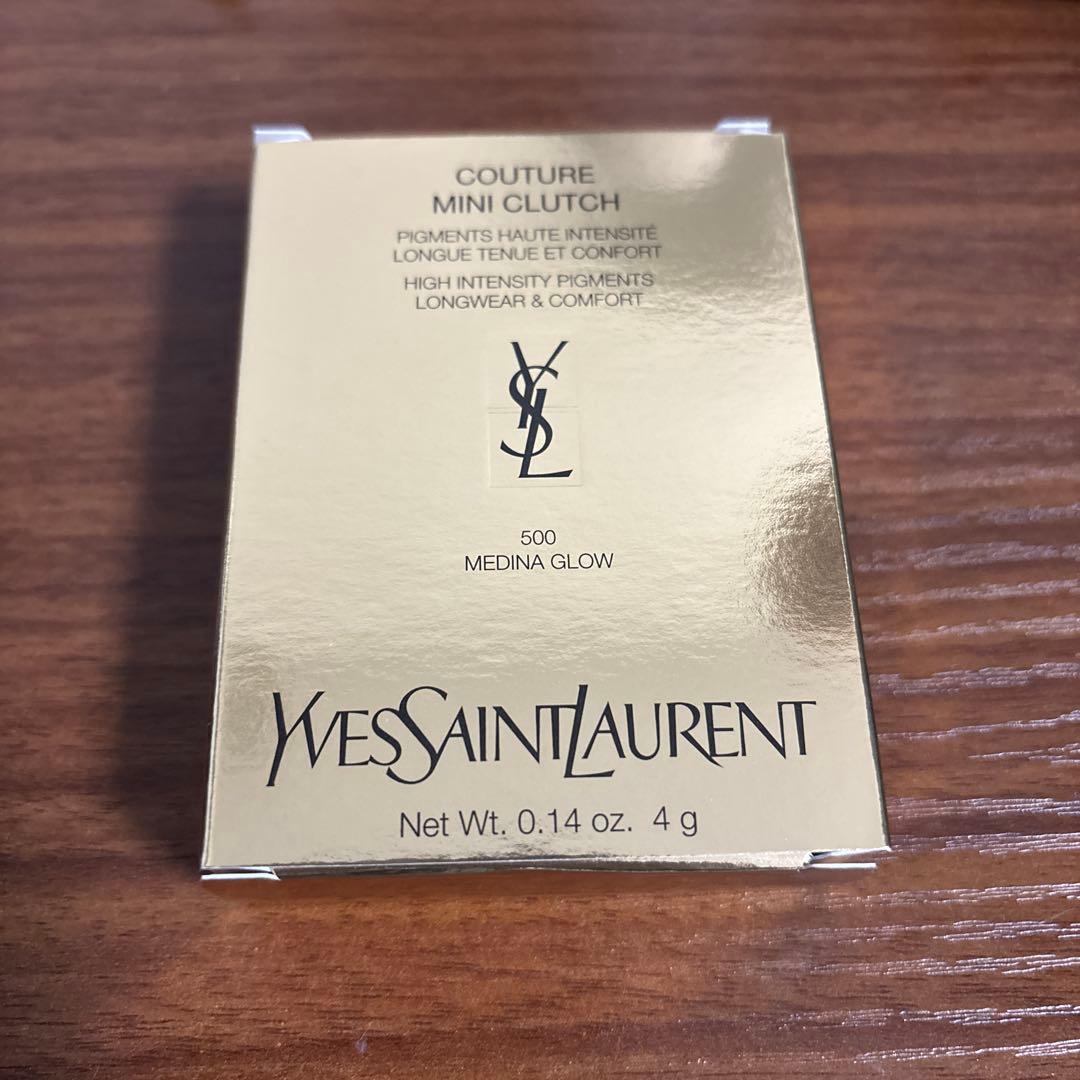 COUTURE
MINI CLUTCH
PIGMENTS HAUTE INTENSITÉ
LONGUE TENUE ET CONFORT
HIGH INTENSITY PIGMENTS
LONGWEAR & COMFORT
YSL
500
MEDINA GLOW
YVESSAINTLAURENT
Net Wt. 0.14 oz. 4 g